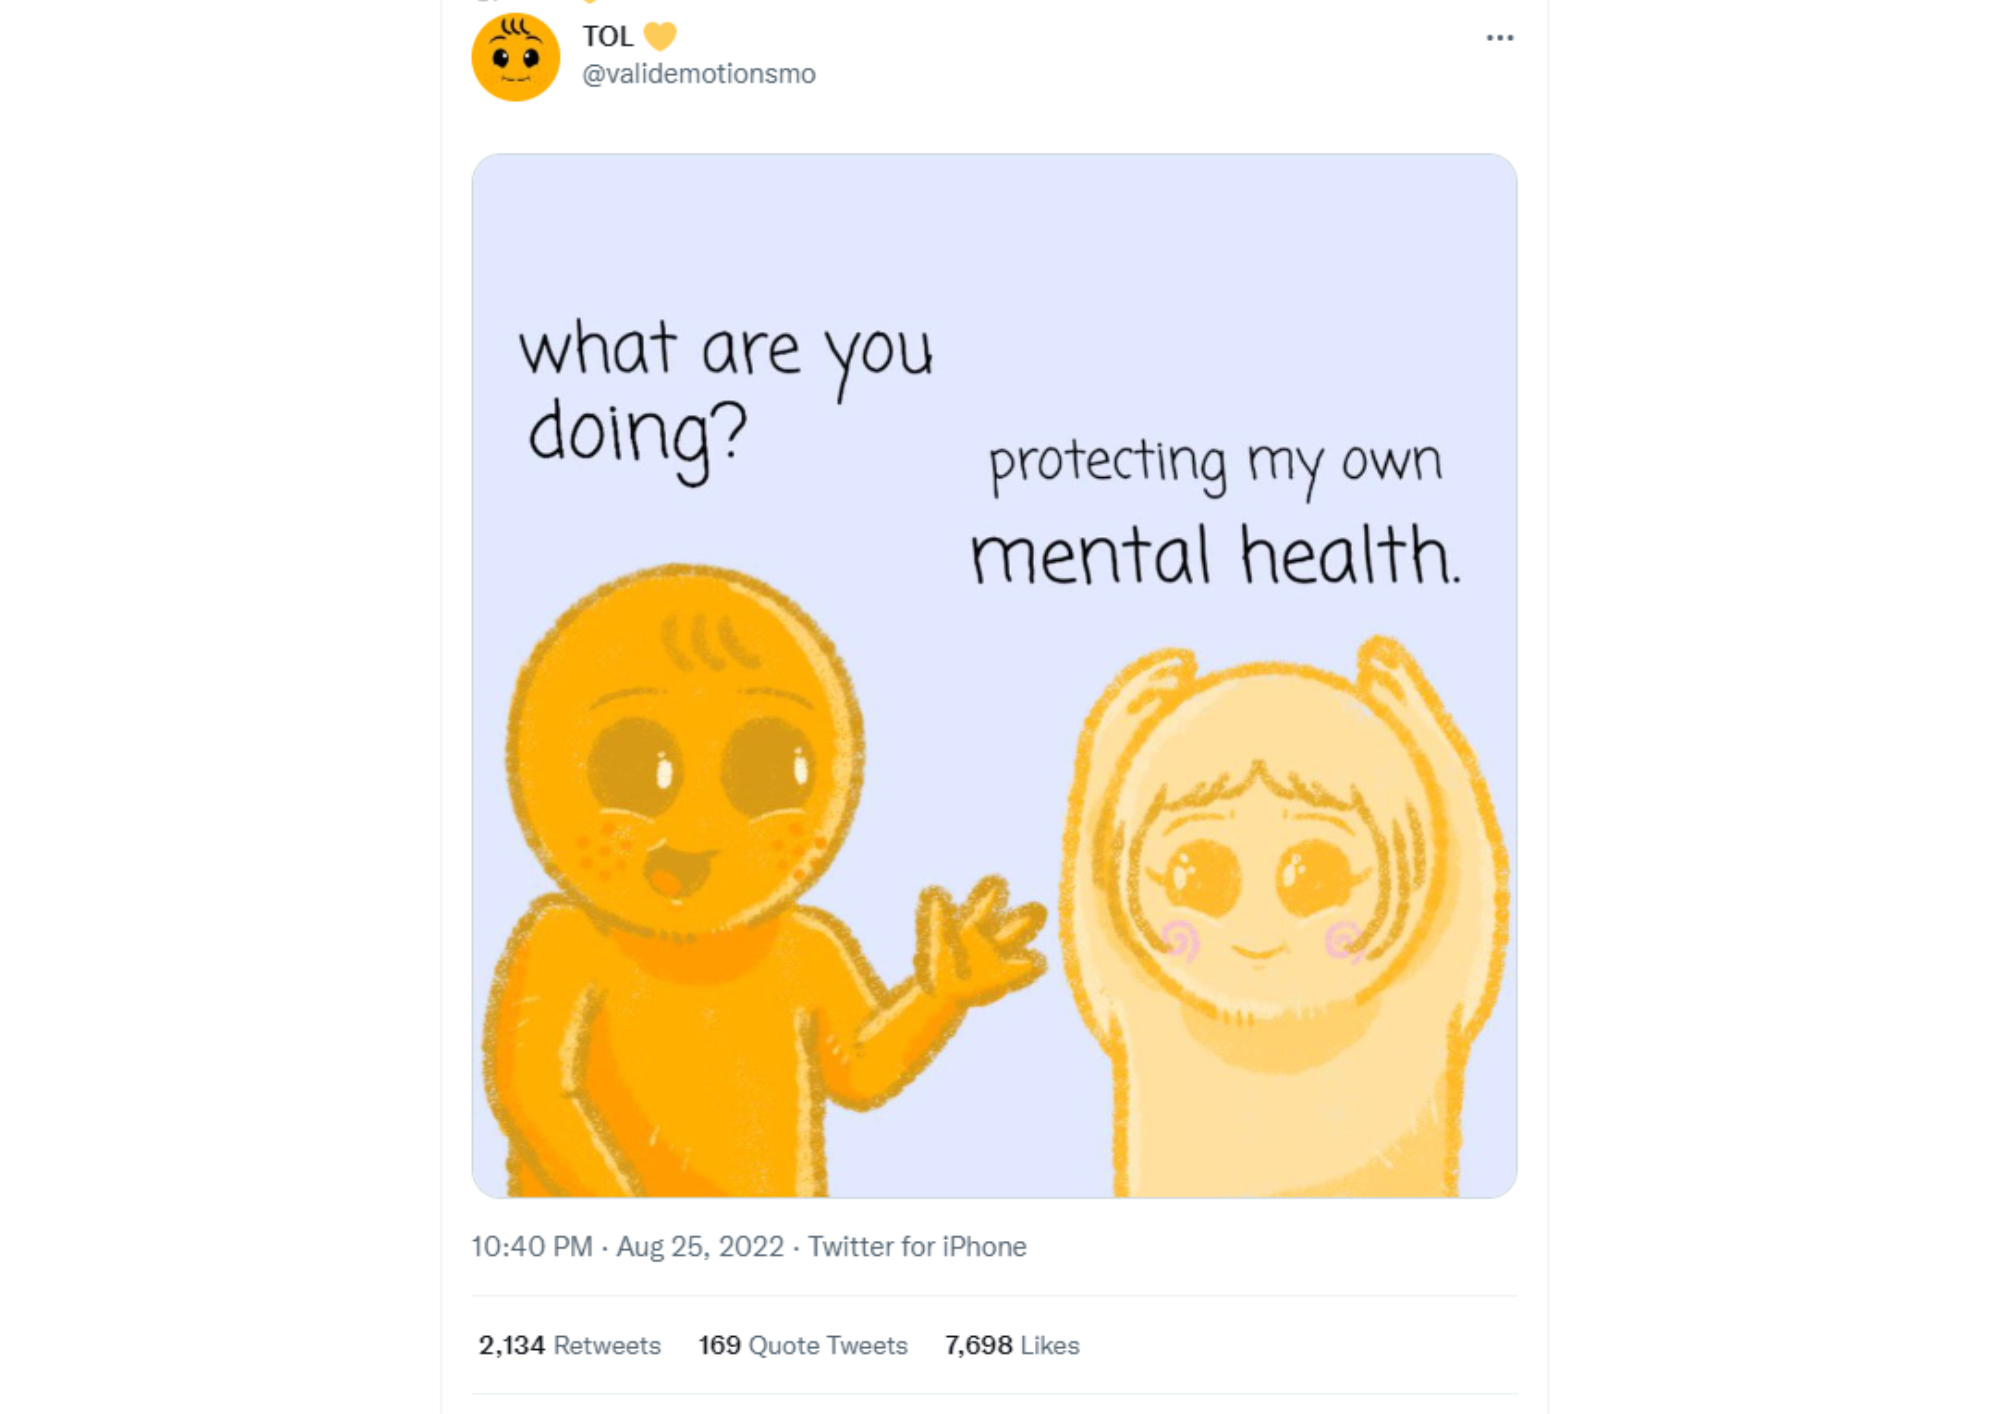 TOL 💛
@validemotionsmo
what are you
doing?
protecting my own
mental health.
10:40 PM · Aug 25, 2022 · Twitter for iPhone
2,134 Retweets 169 Quote Tweets 7,698 Likes